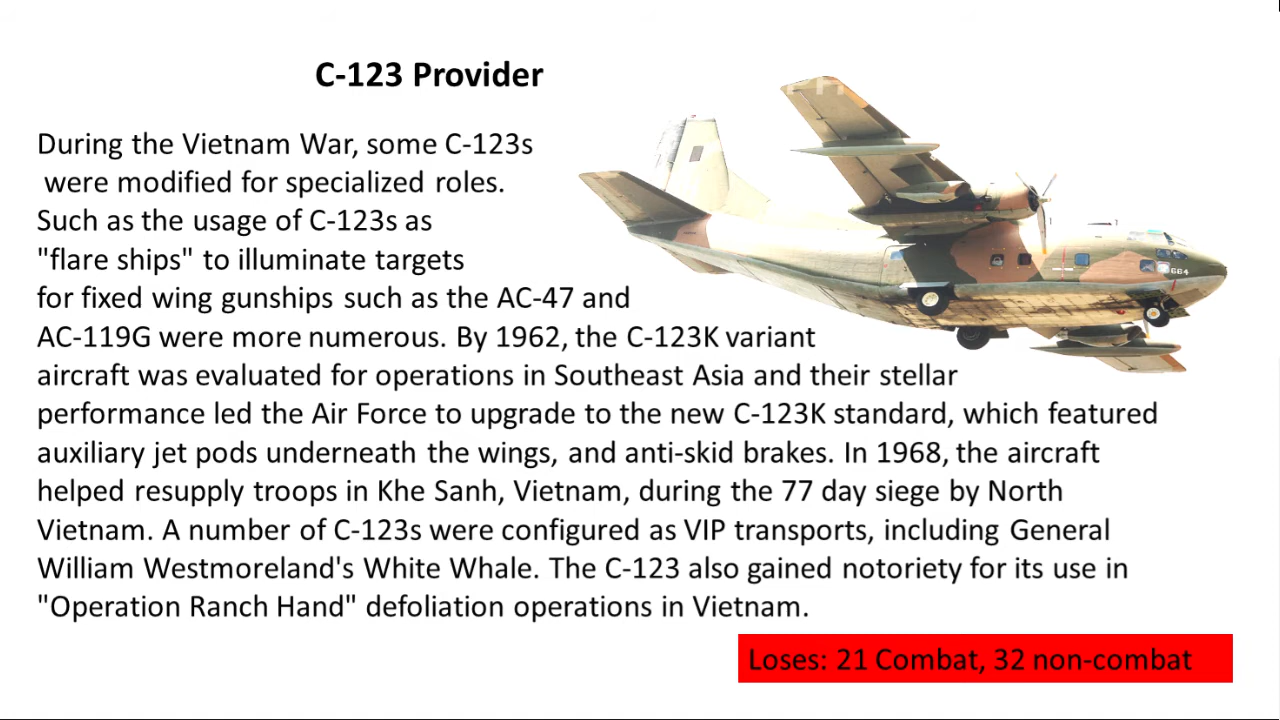 C-123 Provider
During the Vietnam War, some C-123s
were modified for specialized roles.
Such as the usage of C-123s as
"flare ships" to illuminate targets
for fixed wing gunships such as the AC-47 and
AC-119G were more numerous. By 1962, the C-123K variant
aircraft was evaluated for operations in Southeast Asia and their stellar
performance led the Air Force to upgrade to the new C-123K standard, which featured
auxiliary jet pods underneath the wings, and anti-skid brakes. In 1968, the aircraft
helped resupply troops in Khe Sanh, Vietnam, during the 77 day siege by North
Vietnam. A number of C-123s were configured as VIP transports, including General
William Westmoreland's White Whale. The C-123 also gained notoriety for its use in
"Operation Ranch Hand" defoliation operations in Vietnam.
Loses: 21 Combat, 32 non-combat
664